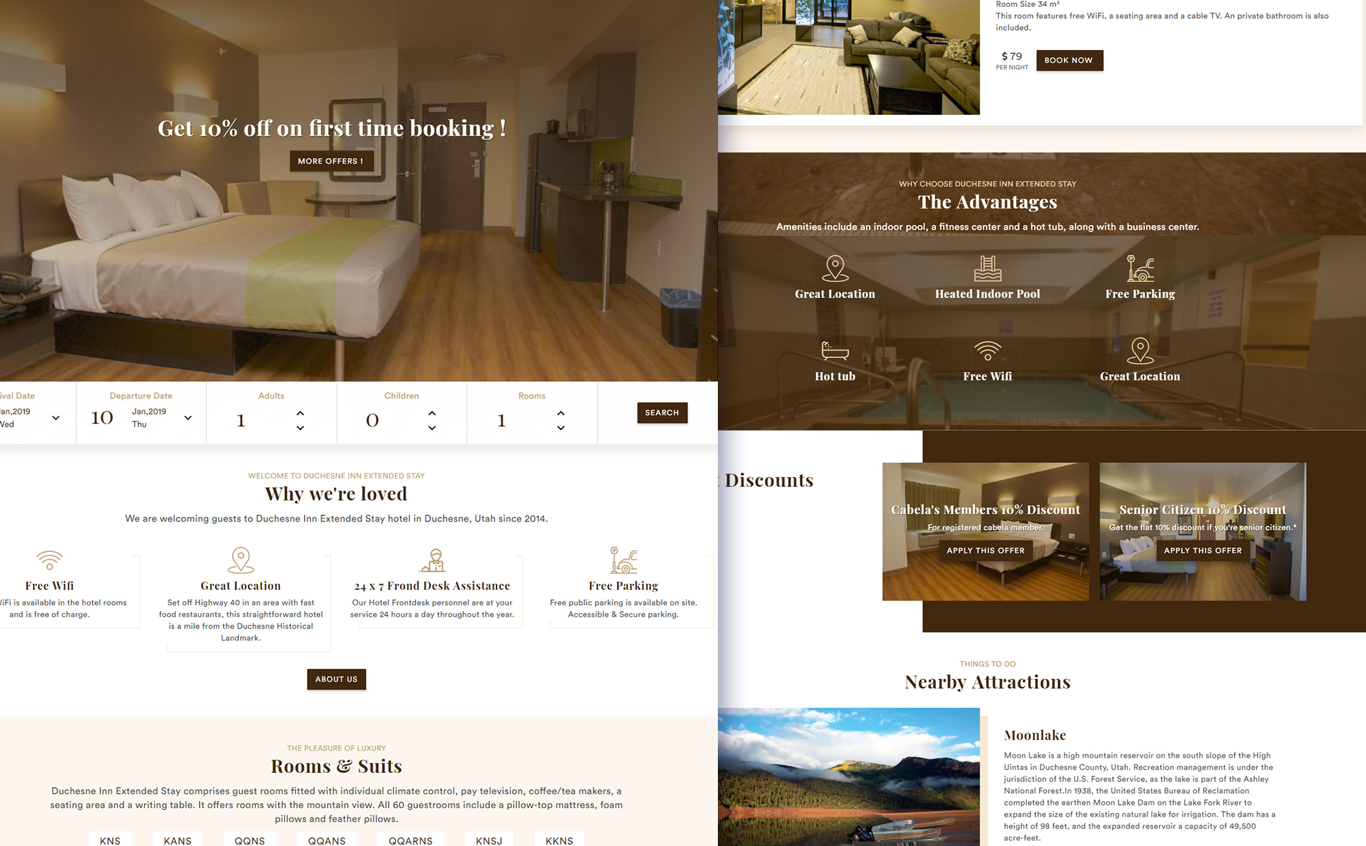 Get 10% off on first time booking !
MORE OFFERS !
Departure Date
Adults
Children
Rooms
Jan,2019
10
Jan,2019
1
0
1
SEARCH
Wed
Thu
WELCOME TO DUCHESNE INN EXTENDED STAY
Why we're loved
We are welcoming guests to Duchesne Inn Extended Stay hotel in Duchesne, Utah since 2014.
Free Wifi
WiFi is available in the hotel rooms
and is free of charge.
Great Location
Set off Highway 40 in an area with fast
food restaurants, this straightforward hotel
is a mile from the Duchesne Historical
Landmark.
24 x 7 Frond Desk Assistance
Our Hotel Frontdesk personnel are at your
service 24 hours a day throughout the year.
Free Parking
Free public parking is available on site.
Accessible & Secure parking.
ABOUT US
THE PLEASURE OF LUXURY
Rooms & Suits
Duchesne Inn Extended Stay comprises guest rooms fitted with individual climate control, pay television, coffee/tea makers, a
seating area and a writing table. It offers rooms with the mountain view. All 60 guestrooms include a pillow-top mattress, foam
pillows and feather pillows.
KNS
KANS
QQNS
QQANS
QQARNS
KNSJ
KKNS
Room Size 34 m²
This room features free WiFi, a seating area and a cable TV. An private bathroom is also
included.
$ 79
PER NIGHT
BOOK NOW
WHY CHOOSE DUCHESNE INN EXTENDED STAY
The Advantages
Amenities include an indoor pool, a fitness center and a hot tub, along with a business center.
Great Location
Heated Indoor Pool
Free Parking
Hot tub
Free Wifi
Great Location
Discounts
Cabela's Members 10% Discount
For registered cabela member.
APPLY THIS OFFER
Senior Citizen 10% Discount
Get the flat 10% discount if you're senior citizen.*
APPLY THIS OFFER
THINGS TO DO
Nearby Attractions
Moonlake
Moon Lake is a high mountain reservoir on the south slope of the High
Uintas in Duchesne County, Utah. Recreation management is under the
jurisdiction of the U.S. Forest Service, as the lake is part of the Ashley
National Forest.In 1938, the United States Bureau of Reclamation
completed the earthen Moon Lake Dam on the Lake Fork River to
expand the size of the existing natural lake for irrigation. The dam has a
height of 98 feet, and the expanded reservoir a capacity of 49,500
acre-feet.